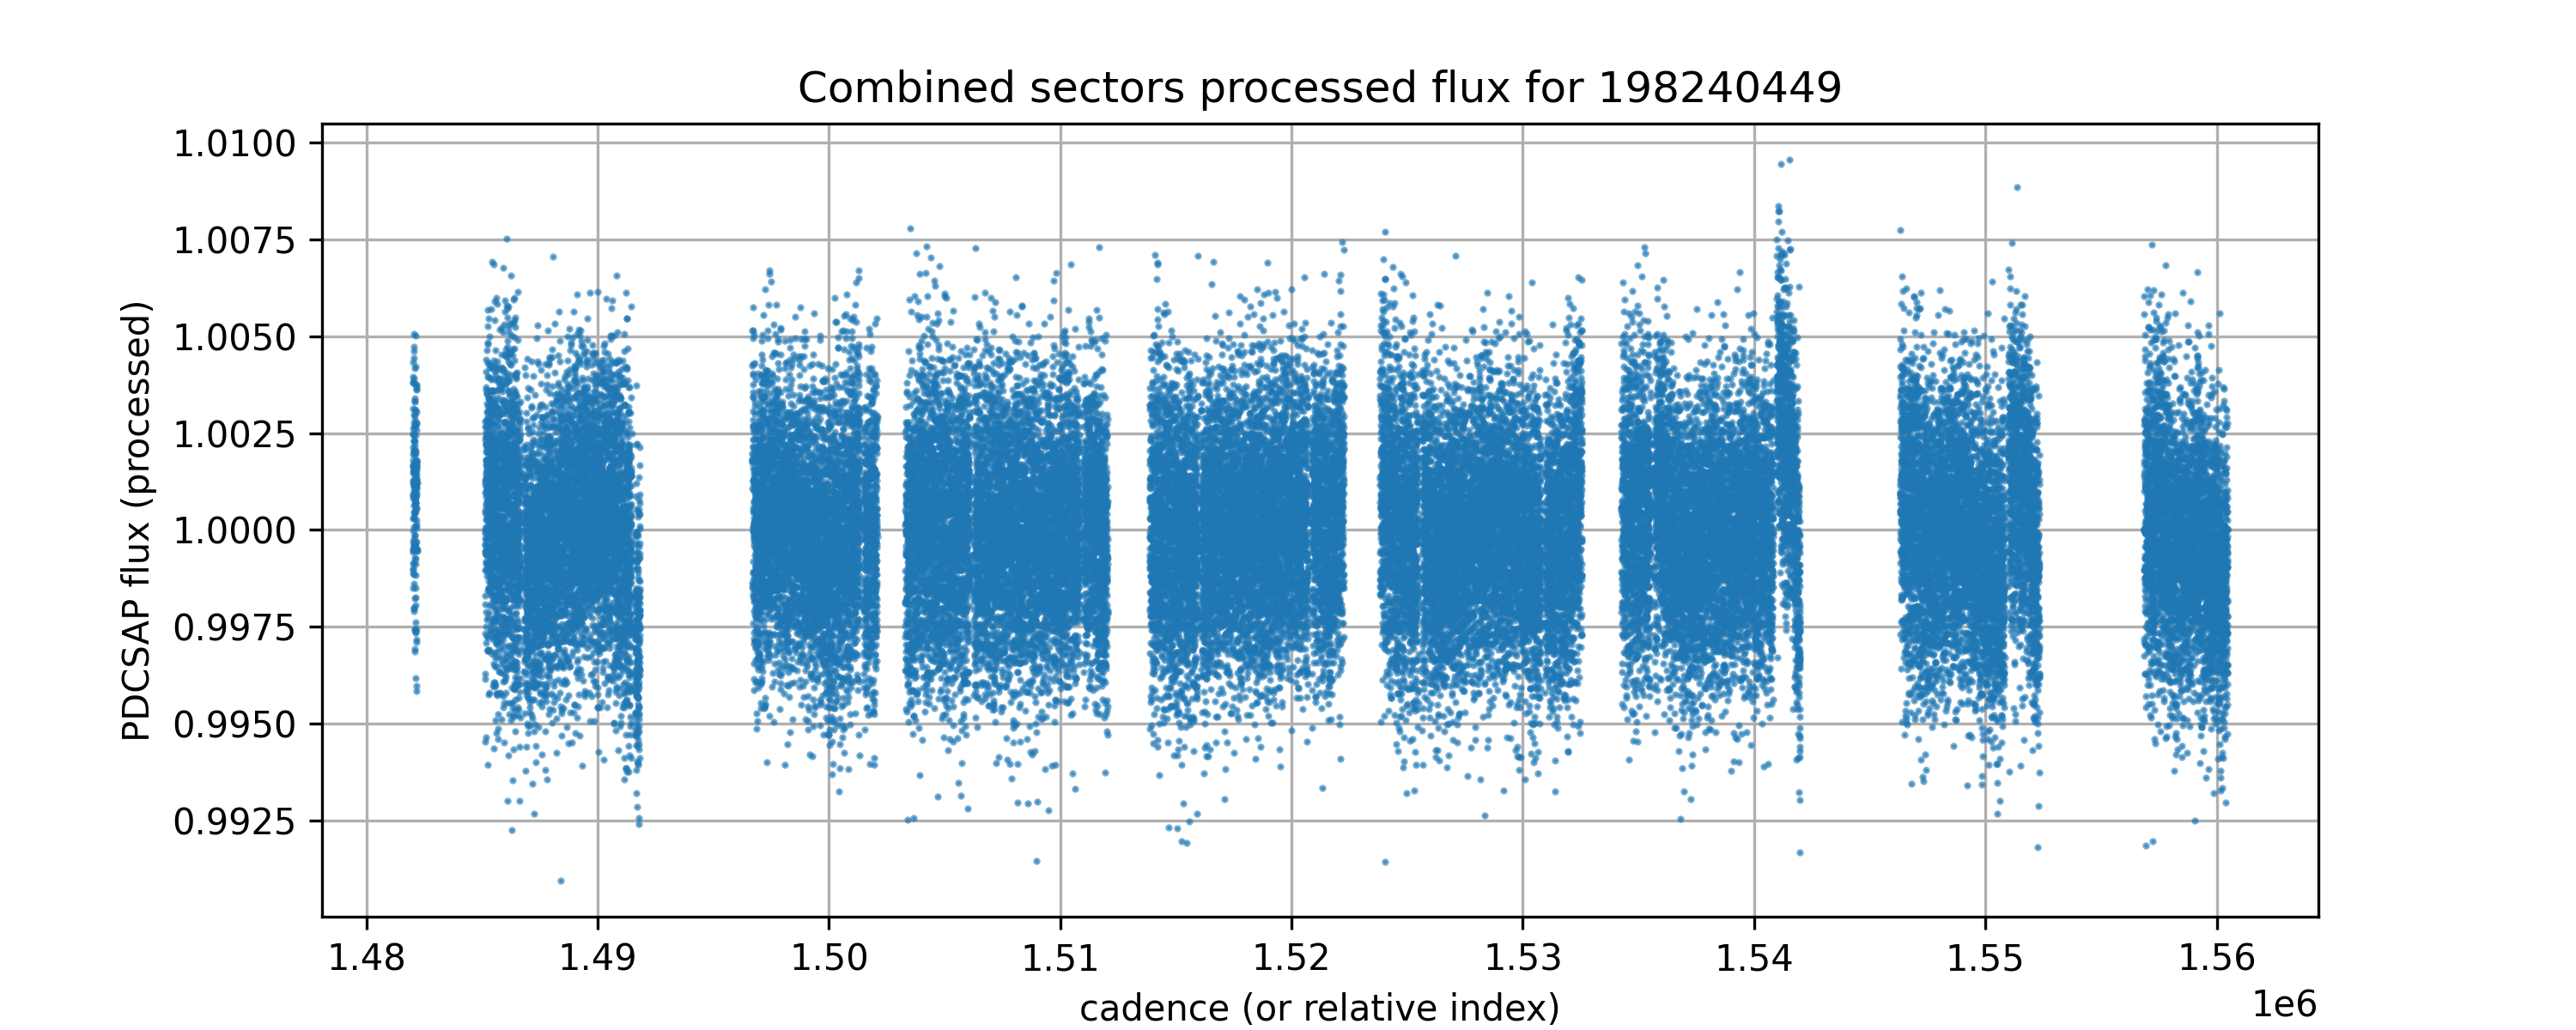 Combined sectors processed flux for 198240449
PDCSAP flux (processed)
1.0100
1.0075
1.0050
1.0025
1.0000
0.9975
0.9950
0.9925
1.48 1.49 1.50 1.51 1.52 1.53 1.54 1.55 1.56
1e6
cadence (or relative index)